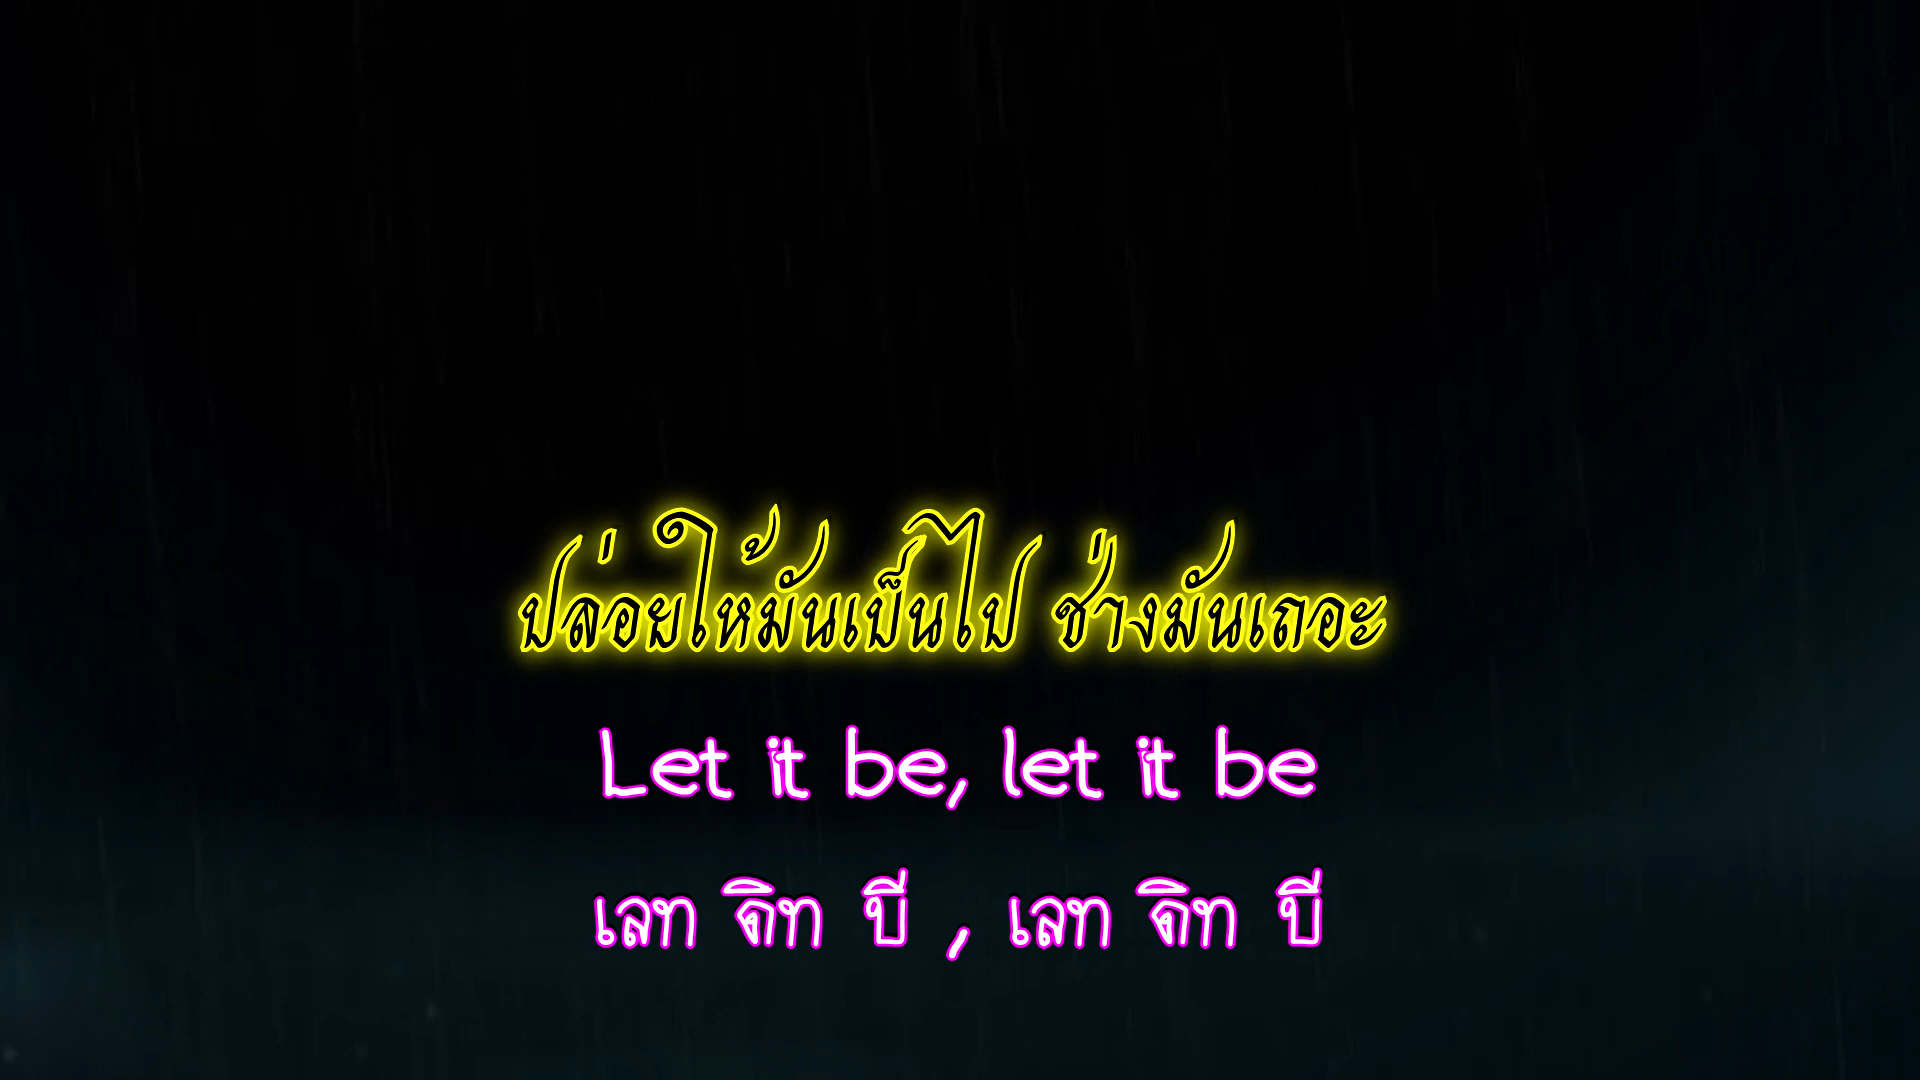 ปล่อยให้มันเป็นไป ช่างมันเถอะ
Let it be, let it be
เลท ดิท บี , เลท ดิท บี